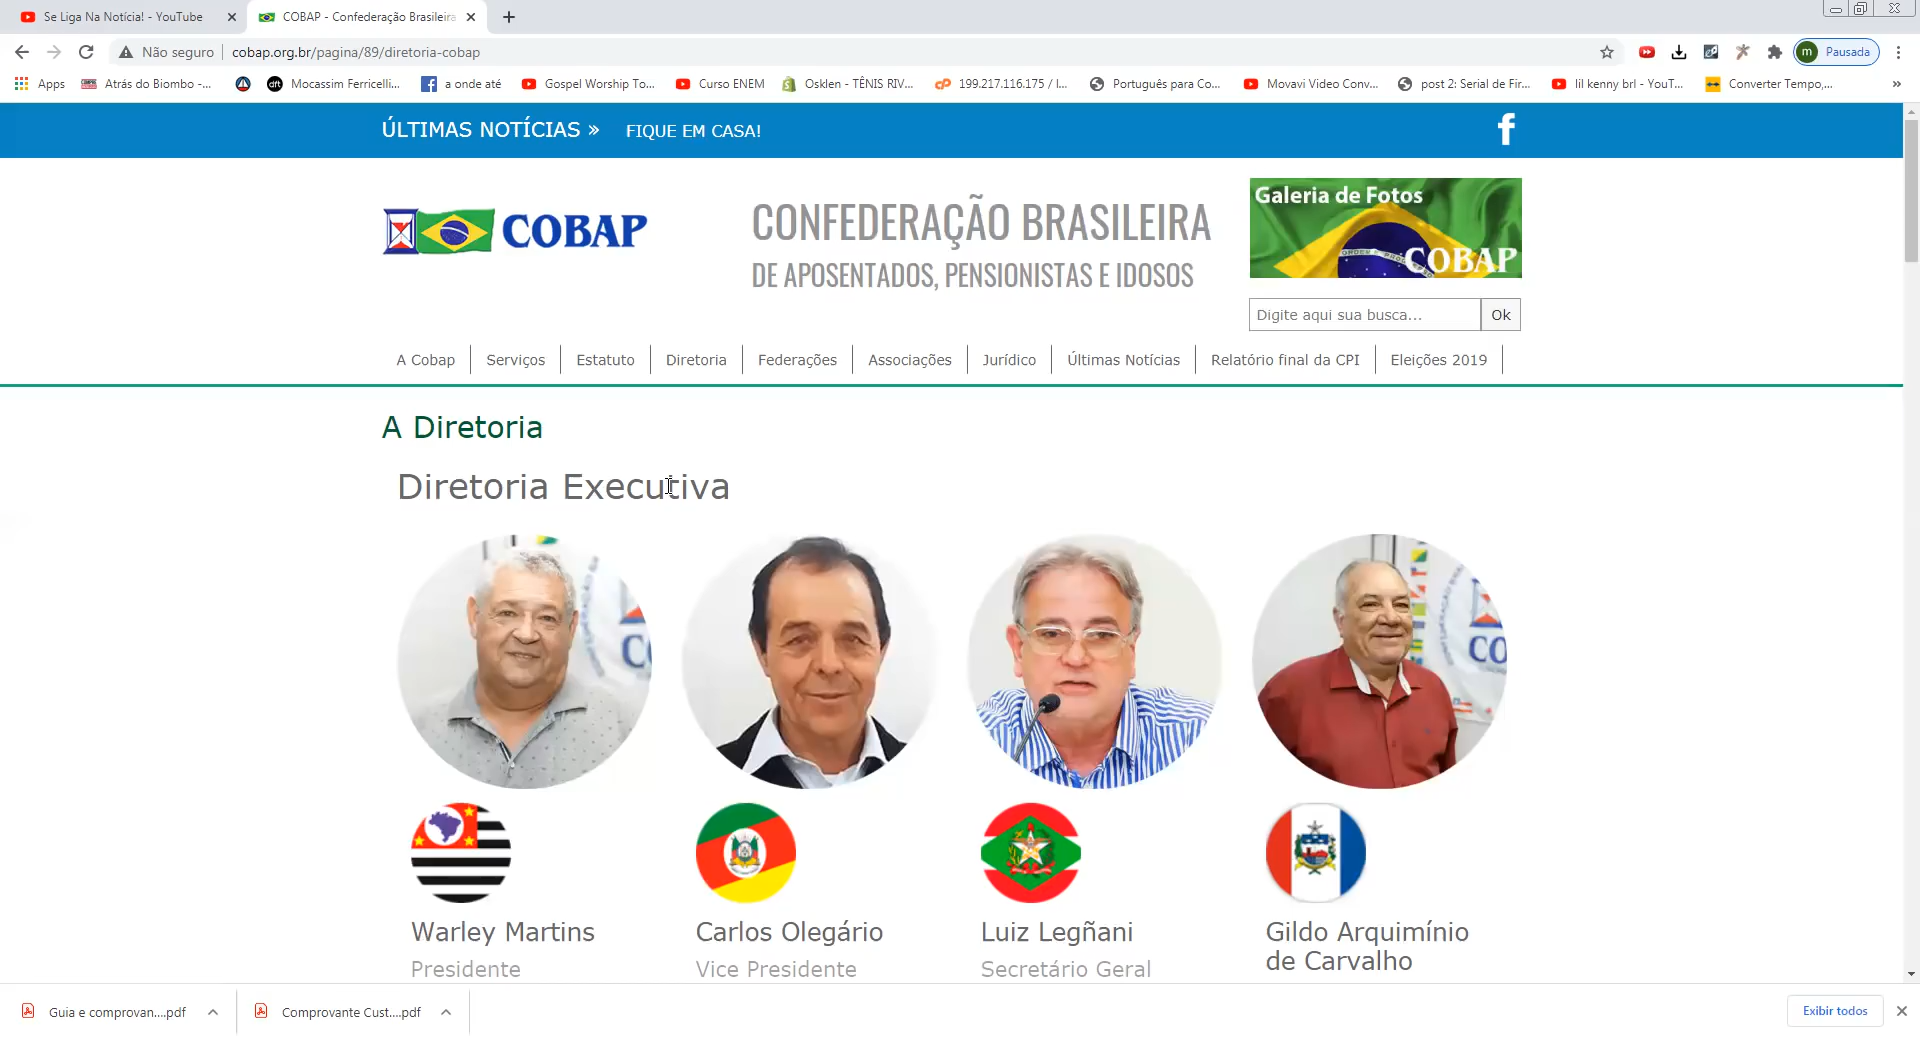 Se Liga Na Notícia! - YouTube
COBAP - Confederação Brasileira
Não seguro
cobap.org.br/pagina/89/diretoria-cobap
m Pausada
Apps
Atrás do Biombo -...
Mocassim Ferricelli...
a onde até
Gospel Worship To...
Curso ENEM
Osklen - TÊNIS RIV...
199.217.116.175 / l...
Português para Co...
Movavi Video Conv...
post 2: Serial de Fir...
lil kenny brl - YouT...
Converter Tempo,...
ÚLTIMAS NOTÍCIAS » FIQUE EM CASA!
COBAP
CONFEDERAÇÃO BRASILEIRA
DE APOSENTADOS, PENSIONISTAS E IDOSOS
Galeria de Fotos
COBAP
Digite aqui sua busca... Ok
A Cobap
Serviços
Estatuto
Diretoria
Federações
Associações
Jurídico
Últimas Notícias
Relatório final da CPI
Eleições 2019
A Diretoria
Diretoria Executiva
Warley Martins
Presidente
Carlos Olegário
Vice Presidente
Luiz Legñani
Secretário Geral
Gildo Arquimínio
de Carvalho
Guia e comprovan....pdf
Comprovante Cust....pdf
Exibir todos